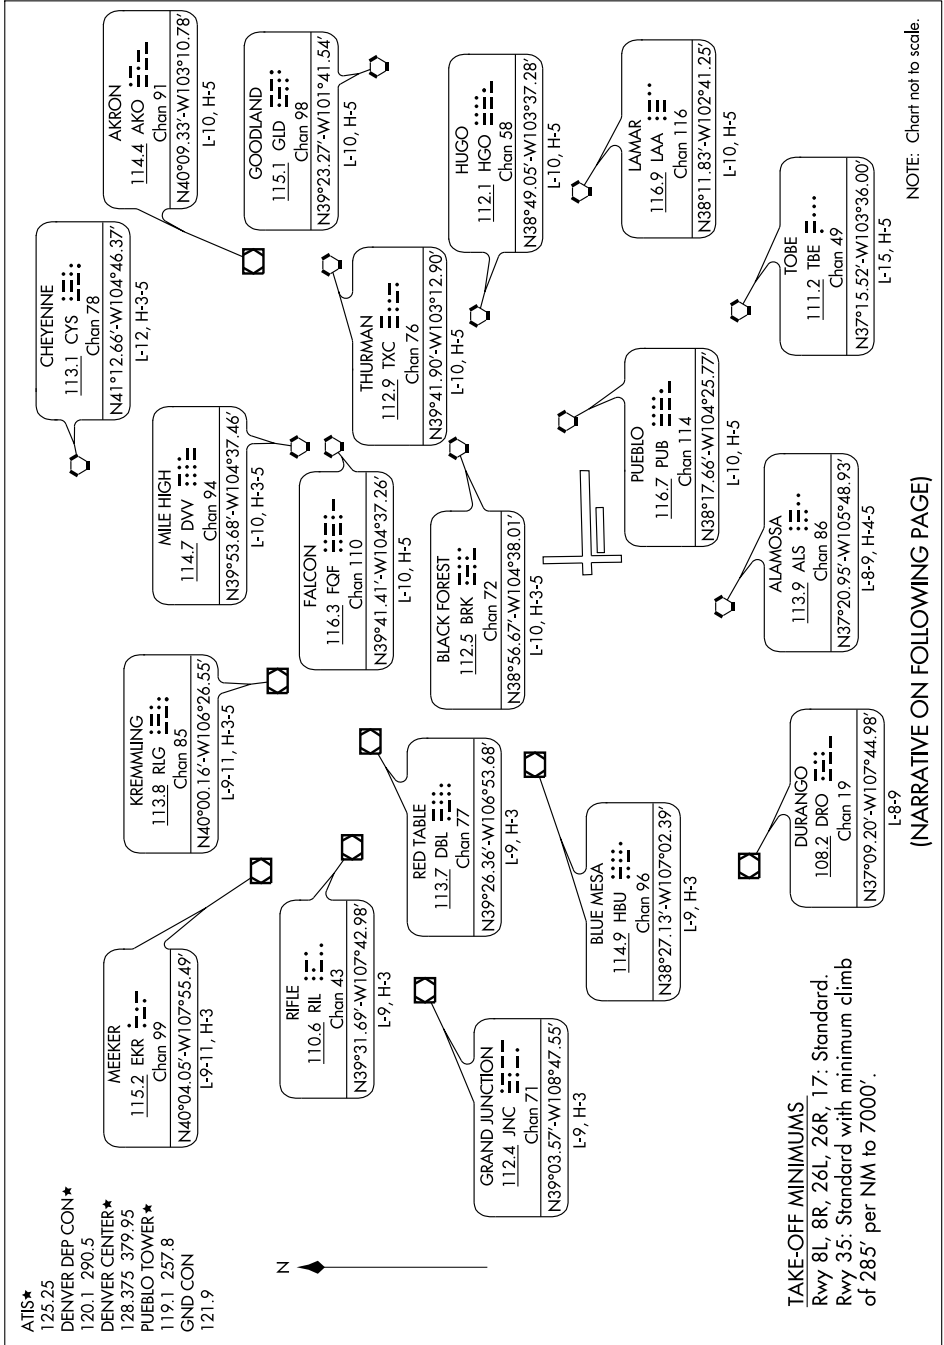 ATIS★
125.25
DENVER DEP CON★
120.1 290.5
DENVER CENTER★
128.375 379.95
PUEBLO TOWER★
119.1 257.8
GND CON
121.9
N
MEEKER
115.2 EKR
Chan 99
N40°04.05'-W107°55.49'
L-9-11, H-3
KREMMLING
113.8 RLG
Chan 85
N40°00.16'-W106°26.55'
L-9-11, H-3-5
MILE HIGH
114.7 DVV
Chan 94
N39°53.68'-W104°37.46'
L-10, H-3-5
CHEYENNE
113.1 CYS
Chan 78
N41°12.66'-W104°46.37'
L-12, H-3-5
AKRON
114.4 AKO
Chan 91
N40°09.33'-W103°10.78'
L-10, H-5
RIFLE
110.6 RIL
Chan 43
N39°31.69'-W107°42.98'
L-9, H-3
FALCON
116.3 FQF
Chan 110
N39°41.41'-W104°37.26'
L-10, H-5
THURMAN
112.9 TXC
Chan 76
N39°41.90'-W103°12.90'
L-10, H-5
GOODLAND
115.1 GLD
Chan 98
N39°23.27'-W101°41.54'
L-10, H-5
RED TABLE
113.7 DBL
Chan 77
N39°26.36'-W106°53.68'
L-9, H-3
BLACK FOREST
112.5 BRK
Chan 72
N38°56.67'-W104°38.01'
L-10, H-3-5
HUGO
112.1 HGO
Chan 58
N38°49.05'-W103°37.28'
L-10, H-5
GRAND JUNCTION
112.4 JNC
Chan 71
N39°03.57'-W108°47.55'
L-9, H-3
BLUE MESA
114.9 HBU
Chan 96
N38°27.13'-W107°02.39'
L-9, H-3
PUEBLO
116.7 PUB
Chan 114
N38°17.66'-W104°25.77'
L-10, H-5
LAMAR
116.9 LAA
Chan 116
N38°11.83'-W102°41.25'
L-10, H-5
DURANGO
108.2 DRO
Chan 19
N37°09.20'-W107°44.98'
L-8-9
ALAMOSA
113.9 ALS
Chan 86
N37°20.95'-W105°48.93'
L-8-9, H-4-5
TOBE
111.2 TBE
Chan 49
N37°15.52'-W103°36.00'
L-15, H-5
TAKE-OFF MINIMUMS
Rwy 8L, 8R, 26L, 26R, 17: Standard.
Rwy 35: Standard with minimum climb
of 285' per NM to 7000'.
NOTE: Chart not to scale.
(NARRATIVE ON FOLLOWING PAGE)